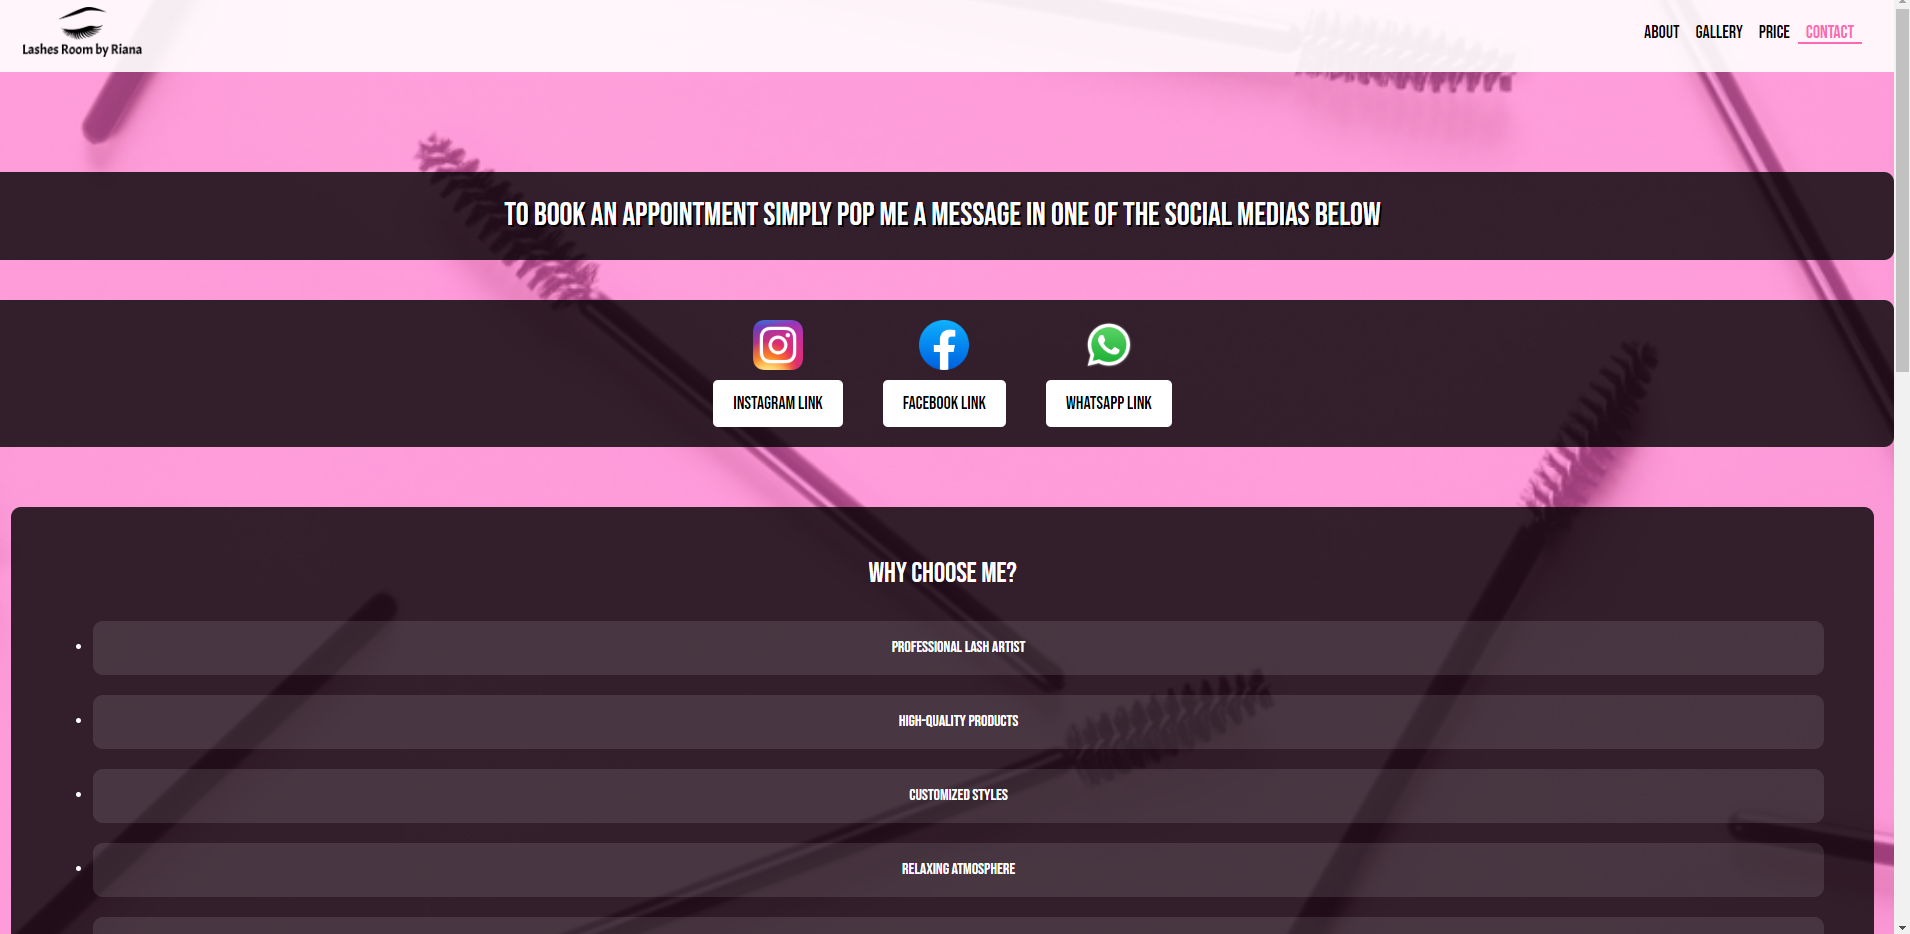 Lashes Room by Riana
ABOUT GALLERY PRICE CONTACT
TO BOOK AN APPOINTMENT SIMPLY POP ME A MESSAGE IN ONE OF THE SOCIAL MEDIAS BELOW
INSTAGRAM LINK FACEBOOK LINK WHATSAPP LINK
WHY CHOOSE ME?
PROFESSIONAL LASH ARTIST
HIGH-QUALITY PRODUCTS
CUSTOMIZED STYLES
RELAXING ATMOSPHERE